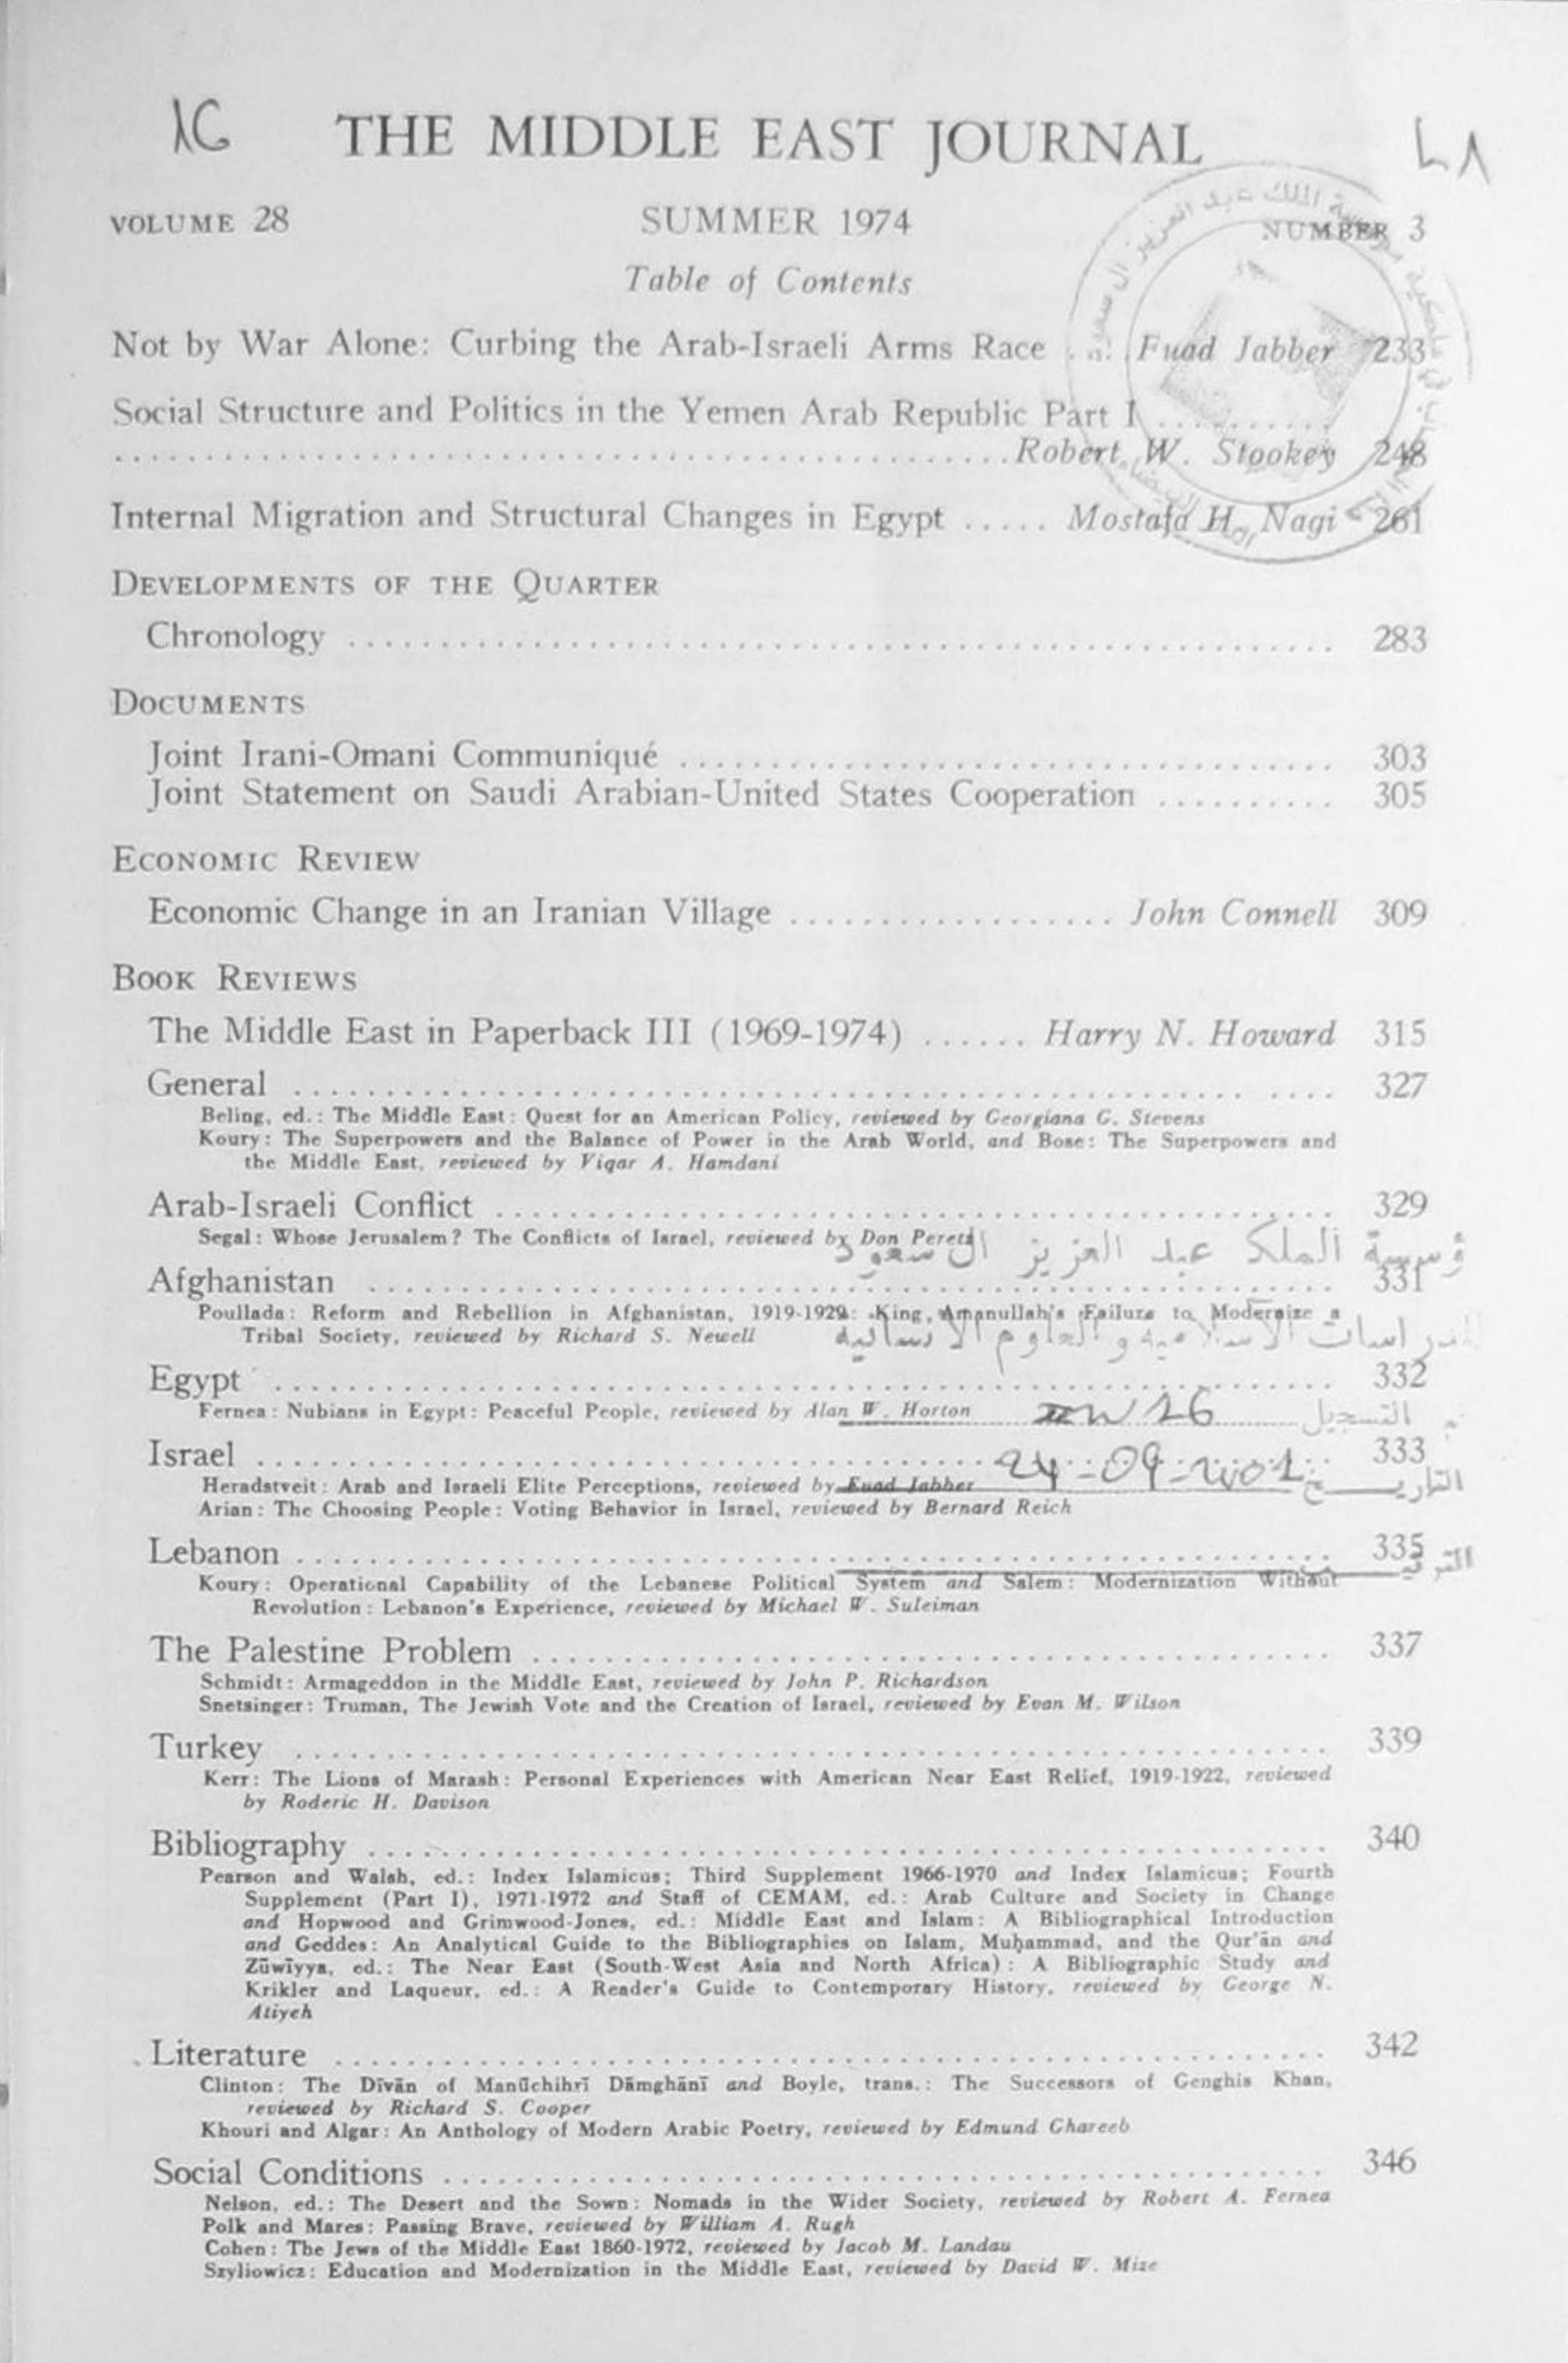 THE MIDDLE EAST JOURNAL
VOLUME 28 SUMMER 1974 NUMBER 3
Table of Contents
Not by War Alone: Curbing the Arab-Israeli Arms Race . .. Fuad Jabber 233
Social Structure and Politics in the Yemen Arab Republic Part I ..........
.................................................Robert W. Stookey 248
Internal Migration and Structural Changes in Egypt ..... Mostafa H. Nagi 261
DEVELOPMENTS OF THE QUARTER
Chronology ...................................................... 283
DOCUMENTS
Joint Irani-Omani Communiqué .................................... 303
Joint Statement on Saudi Arabian-United States Cooperation .......... 305
ECONOMIC REVIEW
Economic Change in an Iranian Village .................. John Connell 309
BOOK REVIEWS
The Middle East in Paperback III (1969-1974) ...... Harry N. Howard 315
General ......................................................... 327
Beling, ed.: The Middle East: Quest for an American Policy, reviewed by Georgiana G. Stevens
Koury: The Superpowers and the Balance of Power in the Arab World, and Bose: The Superpowers and
the Middle East, reviewed by Viqar A. Hamdani
Arab-Israeli Conflict .............................................. 329
Segal: Whose Jerusalem? The Conflicts of Israel, reviewed by Don Peretz
مؤسسة الملك عبد العزيز ال سعود
Afghanistan ..................................................... 331
Poullada: Reform and Rebellion in Afghanistan, 1919-1929: King Amanullah's Failure to Modernize a
Tribal Society, reviewed by Richard S. Newell
للدراسات الاسلامية و العلوم الانسانية
Egypt .......................................................... 332
Fernea: Nubians in Egypt: Peaceful People, reviewed by Alan W. Horton
التسجيل
Israel ........................................................... 333
24-09-2001 التاريخ
Heradstveit: Arab and Israeli Elite Perceptions, reviewed by Fuad Jabber
Arian: The Choosing People: Voting Behavior in Israel, reviewed by Bernard Reich
Lebanon ......................................................... 335
Koury: Operational Capability of the Lebanese Political System and Salem: Modernization Without
Revolution: Lebanon's Experience, reviewed by Michael W. Suleiman
The Palestine Problem ............................................ 337
Schmidt: Armageddon in the Middle East, reviewed by John P. Richardson
Snetsinger: Truman, The Jewish Vote and the Creation of Israel, reviewed by Evan M. Wilson
Turkey ......................................................... 339
Kerr: The Lions of Marash: Personal Experiences with American Near East Relief, 1919-1922, reviewed
by Roderic H. Davison
Bibliography ..................................................... 340
Pearson and Walsh, ed.: Index Islamicus; Third Supplement 1966-1970 and Index Islamicus; Fourth
Supplement (Part I), 1971-1972 and Staff of CEMAM, ed.: Arab Culture and Society in Change
and Hopwood and Grimwood-Jones, ed.: Middle East and Islam: A Bibliographical Introduction
and Geddes: An Analytical Guide to the Bibliographies on Islam, Muḥammad, and the Qur'ān and
Zūwīyya, ed.: The Near East (South-West Asia and North Africa): A Bibliographic Study and
Krikler and Laqueur, ed.: A Reader's Guide to Contemporary History, reviewed by George N.
Atiyeh
Literature ....................................................... 342
Clinton: The Dīvān of Manūchihrī Dāmghānī and Boyle, trans.: The Successors of Genghis Khan,
reviewed by Richard S. Cooper
Khouri and Algar: An Anthology of Modern Arabic Poetry, reviewed by Edmund Ghareeb
Social Conditions ................................................. 346
Nelson, ed.: The Desert and the Sown: Nomads in the Wider Society, reviewed by Robert A. Fernea
Polk and Mares: Passing Brave, reviewed by William A. Rugh
Cohen: The Jews of the Middle East 1860-1972, reviewed by Jacob M. Landau
Szyliowicz: Education and Modernization in the Middle East, reviewed by David W. Mize